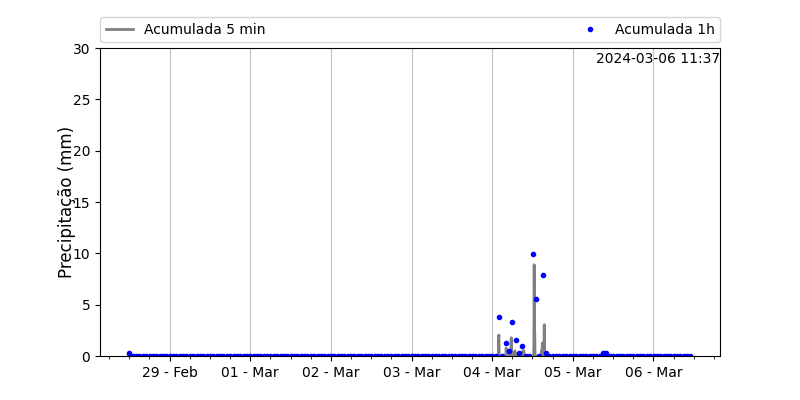 Acumulada 5 min
Acumulada 1h
2024-03-06 11:37
Precipitação (mm)
30
25
20
15
10
5
0
29 - Feb
01 - Mar
02 - Mar
03 - Mar
04 - Mar
05 - Mar
06 - Mar